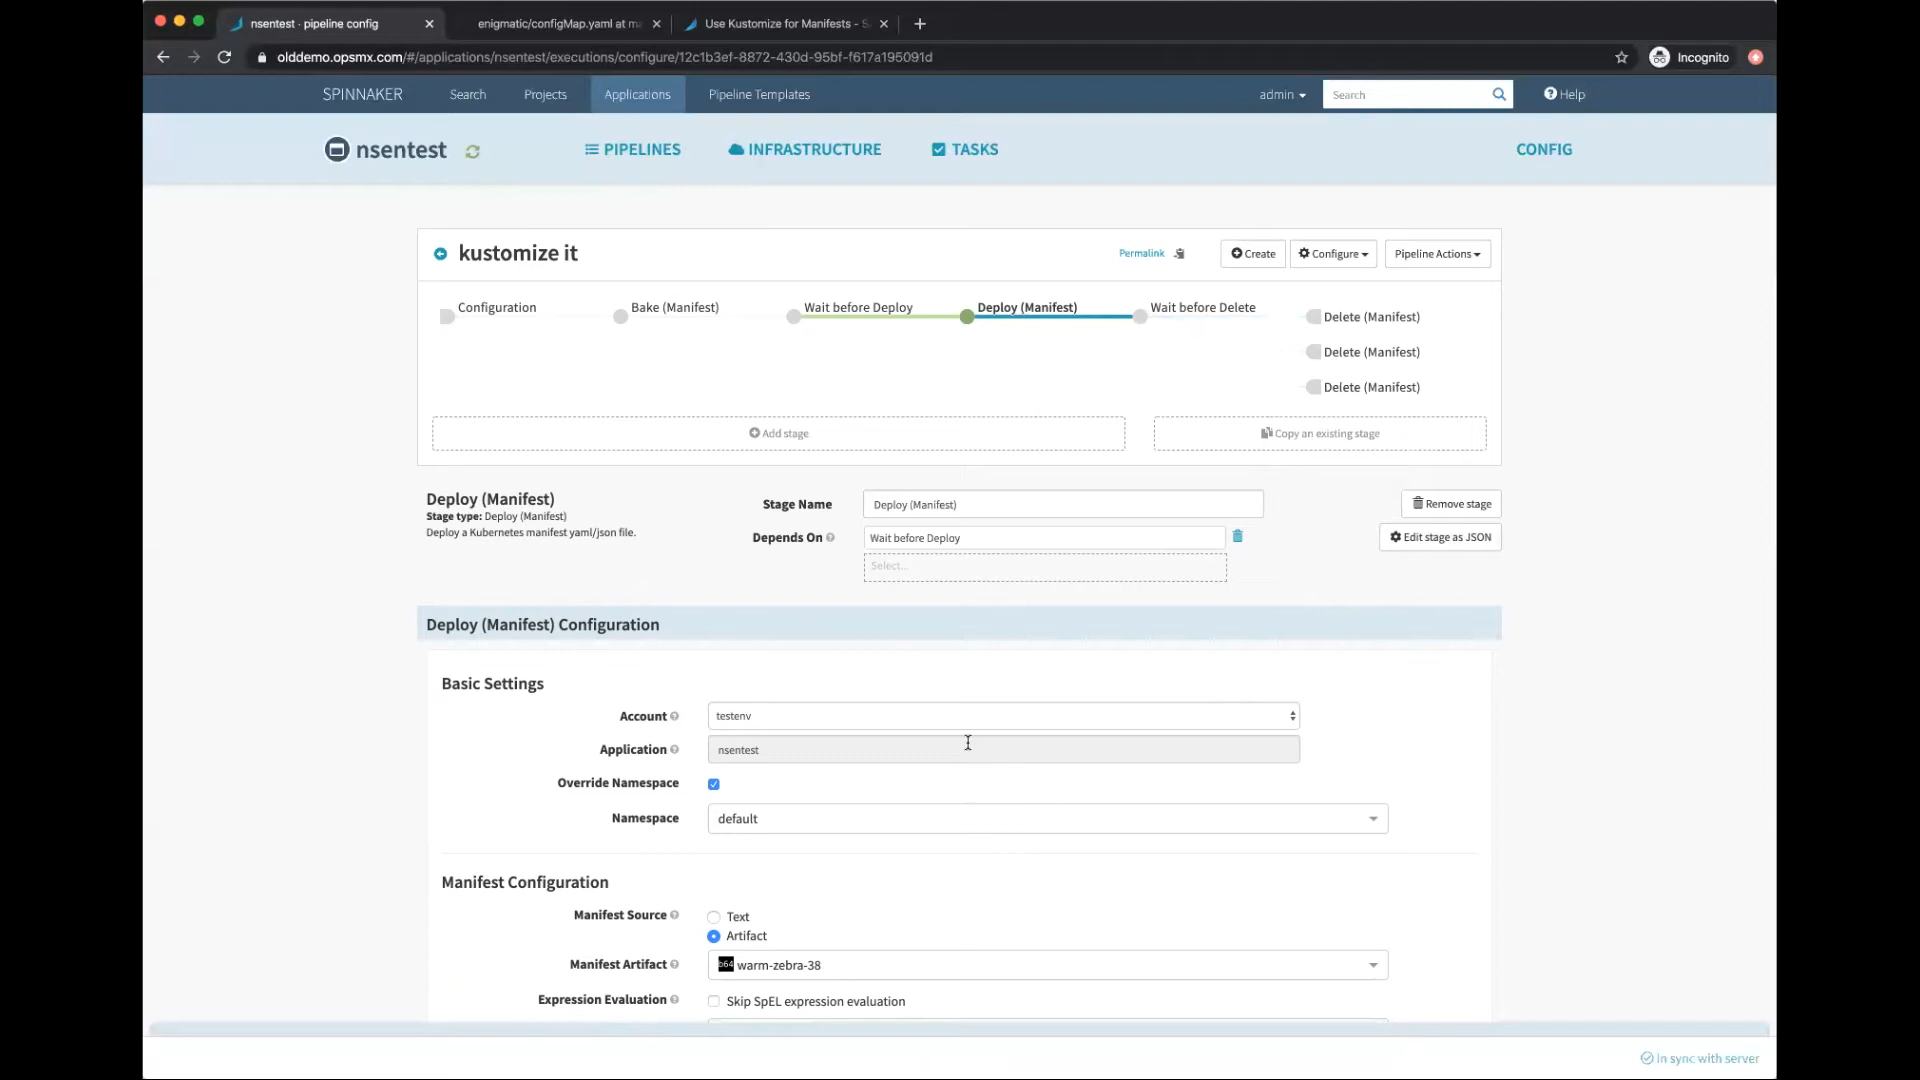 nsentest · pipeline config
enigmatic/configMap.yaml at ma
Use Kustomize for Manifests - S
olddemo.opsmx.com/#/applications/nsentest/executions/configure/12c1b3ef-8872-430d-95bf-f617a195091d
Incognito
SPINNAKER Search Projects Applications Pipeline Templates admin Search Help
nsentest PIPELINES INFRASTRUCTURE TASKS CONFIG
kustomize it Permalink Create Configure Pipeline Actions
Configuration Bake (Manifest) Wait before Deploy Deploy (Manifest) Wait before Delete Delete (Manifest)
Delete (Manifest)
Delete (Manifest)
Add stage Copy an existing stage
Deploy (Manifest) Stage Name Deploy (Manifest) Remove stage
Stage type: Deploy (Manifest)
Deploy a Kubernetes manifest yaml/json file.
Depends On Wait before Deploy Edit stage as JSON
Select...
Deploy (Manifest) Configuration
Basic Settings
Account testenv
Application nsentest
Override Namespace
Namespace default
Manifest Configuration
Manifest Source Text
Artifact
Manifest Artifact b64 warm-zebra-38
Expression Evaluation Skip SpEL expression evaluation
In sync with server